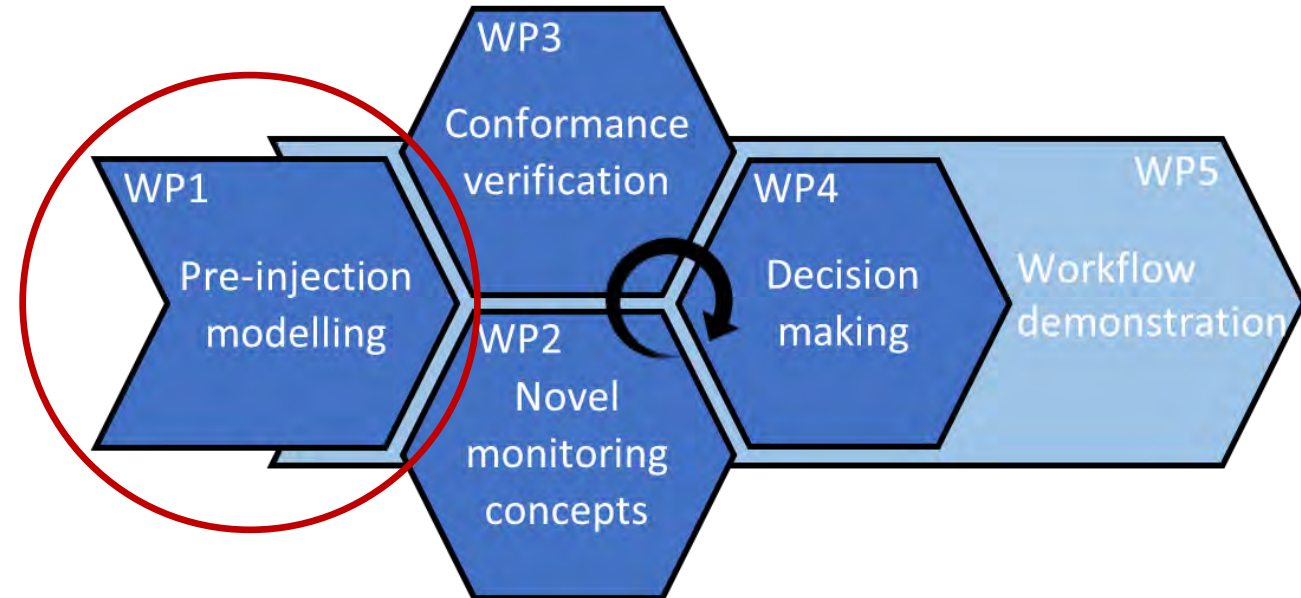 WP1
Pre-injection
modelling
WP3
Conformance
verification
WP2
Novel
monitoring
concepts
WP4
Decision
making
WP5
Workflow
demonstration